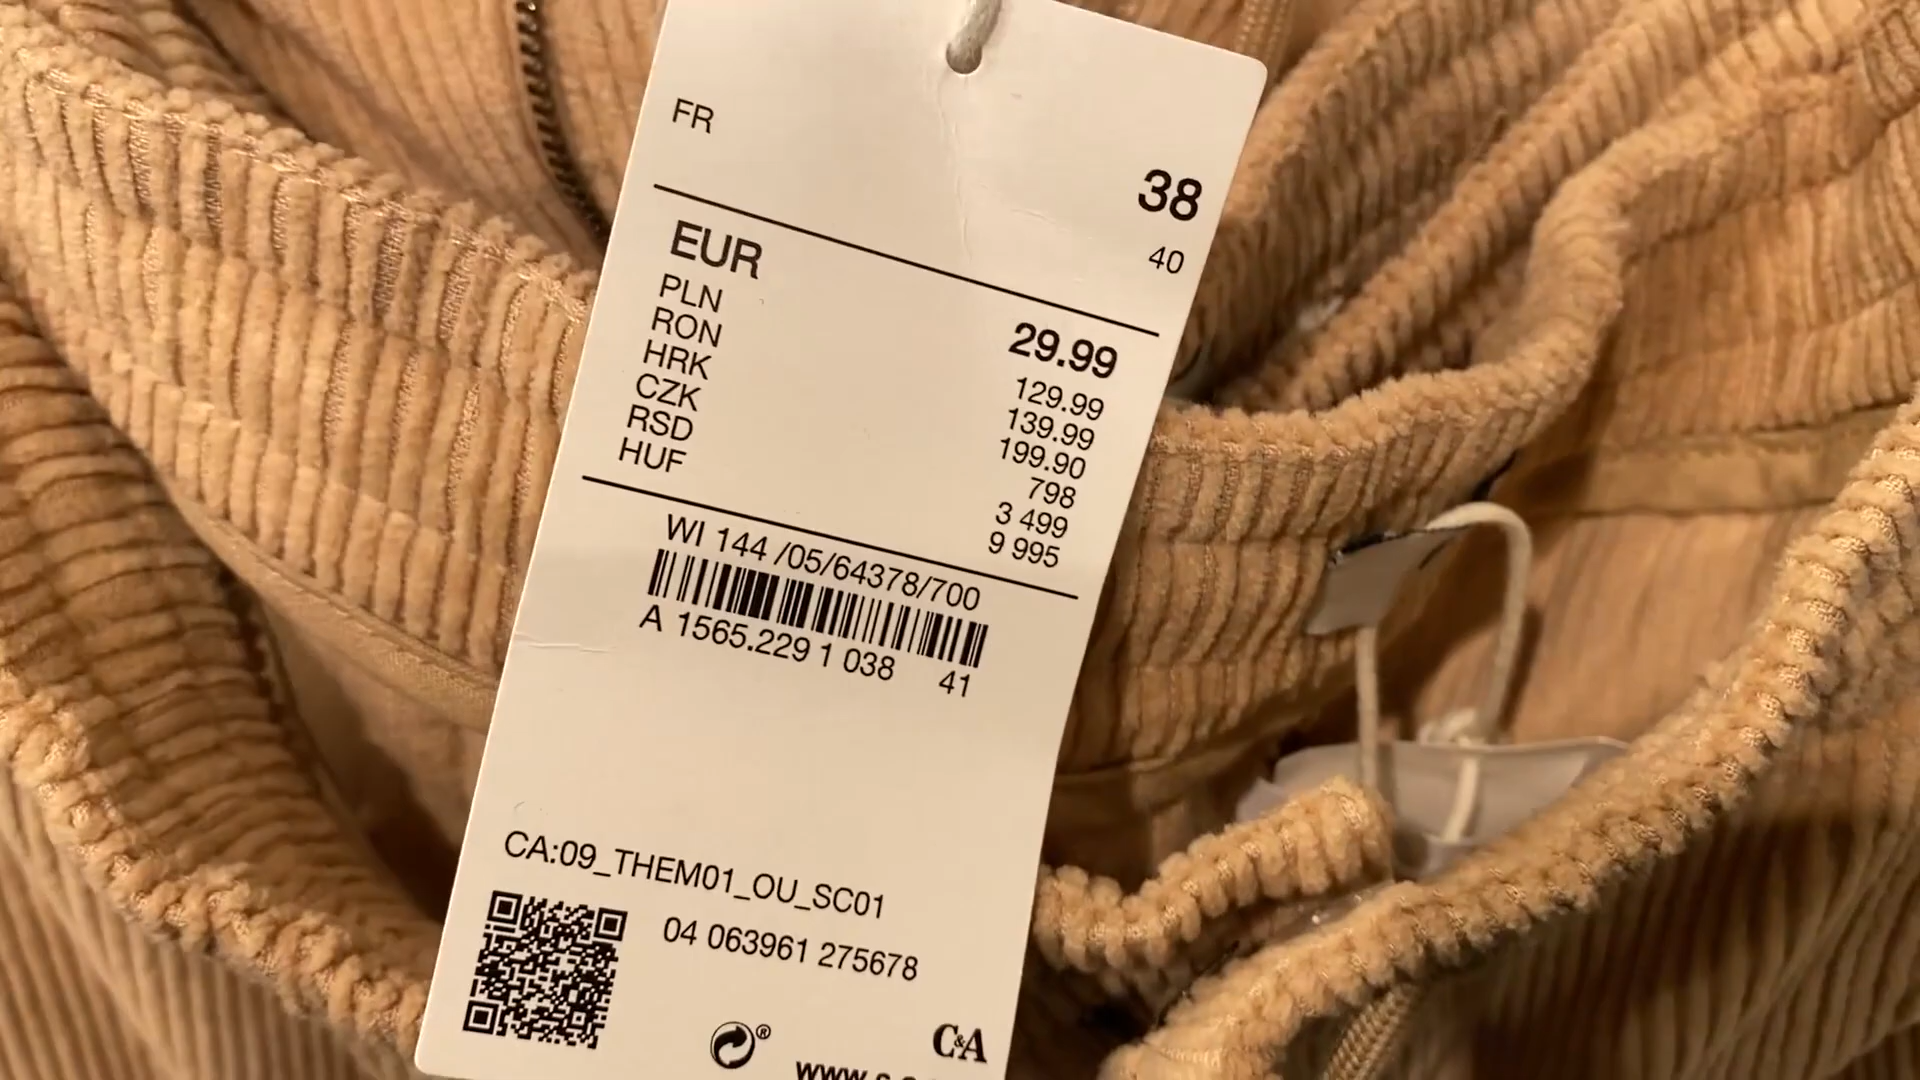 FR
38
40
EUR 29.99
PLN 129.99
RON 139.99
HRK 199.90
CZK 798
RSD 3 499
HUF 9 995
WI 144 /05/64378/700
A 1565.229 1 038 41
CA:09_THEM01_OU_SC01
04 063961 275678
®
C&A